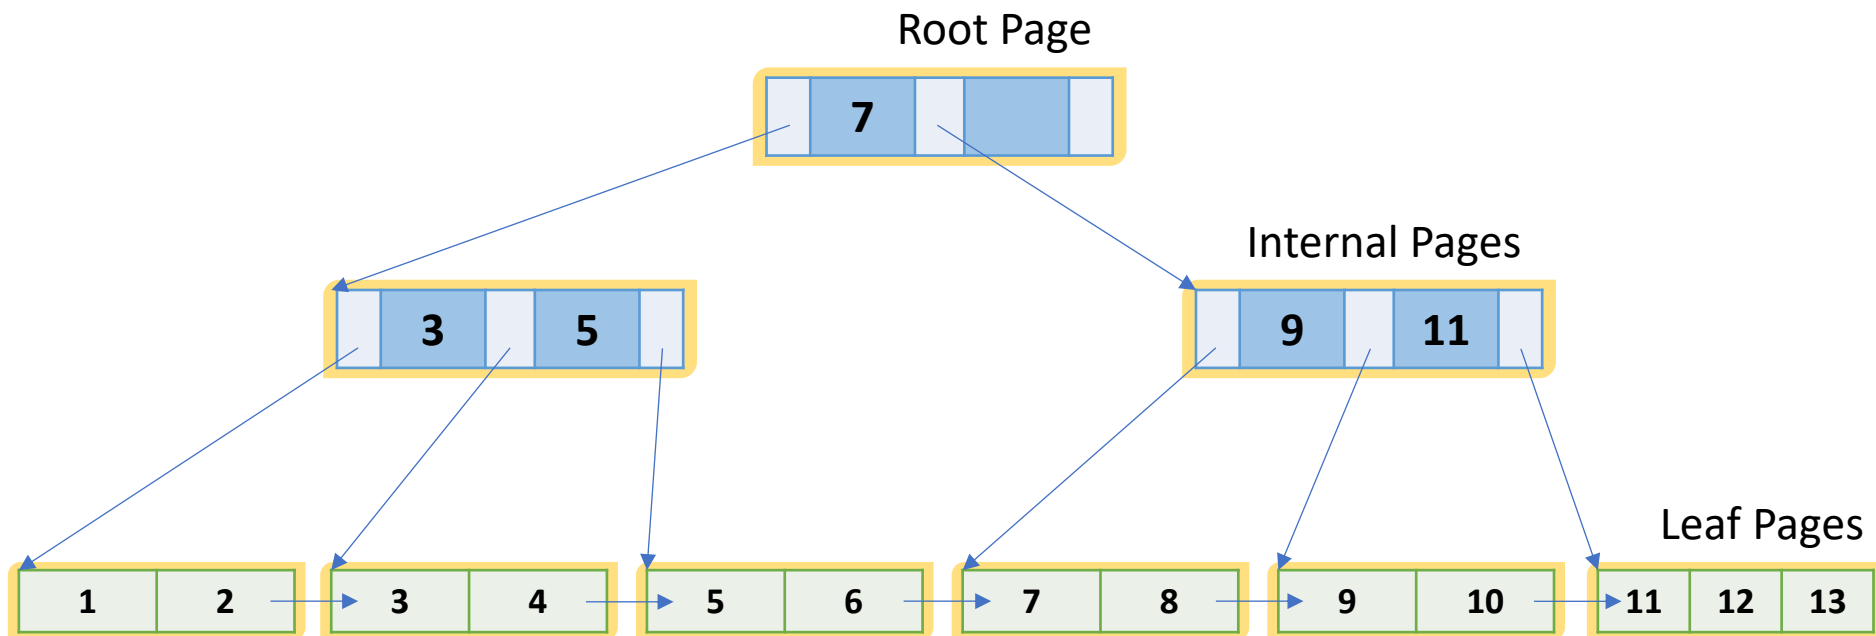 Root Page
7
Internal Pages
3 5 9 11
Leaf Pages
1 2 3 4 5 6 7 8 9 10 11 12 13